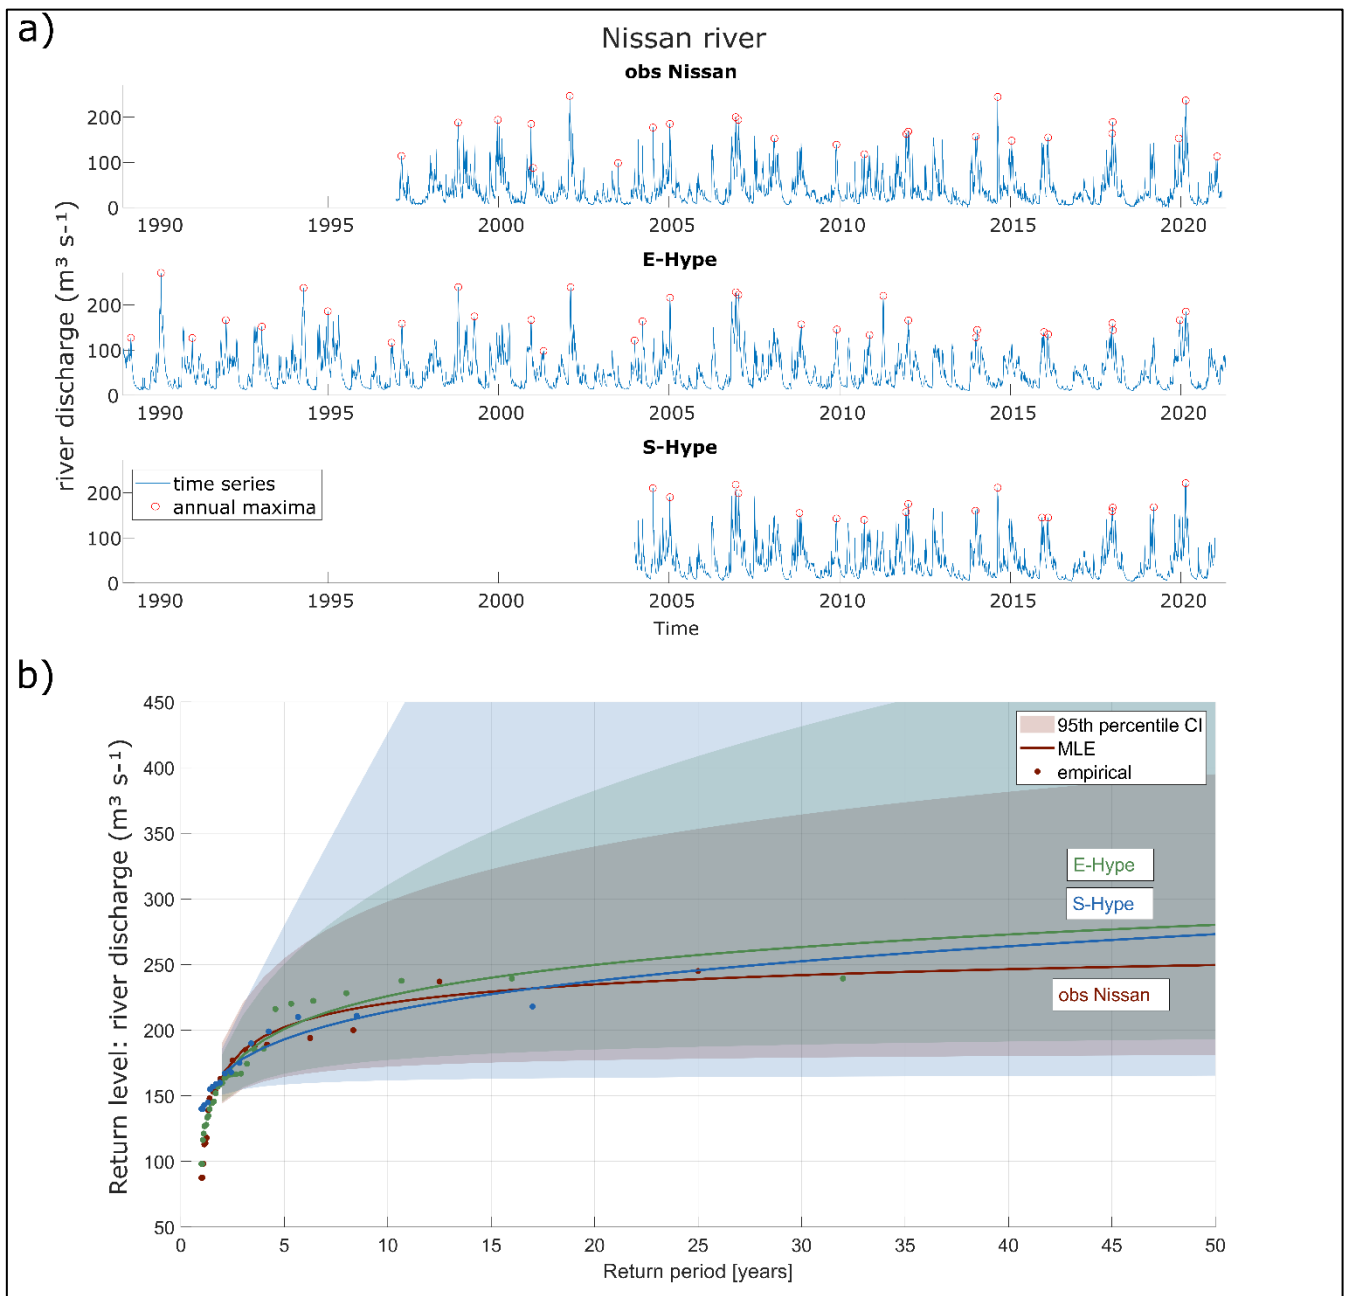 a)
Nissan river
obs Nissan
200
100
0
1990 1995 2000 2005 2010 2015 2020
E-Hype
200
100
0
1990 1995 2000 2005 2010 2015 2020
river discharge (m³ s-¹)
S-Hype
time series
annual maxima
200
100
0
1990 1995 2000 2005 2010 2015 2020
Time
b)
450
400
350
300
250
200
150
100
50
Return level: river discharge (m³ s-¹)
95th percentile CI
MLE
empirical
E-Hype
S-Hype
obs Nissan
0 5 10 15 20 25 30 35 40 45 50
Return period [years]